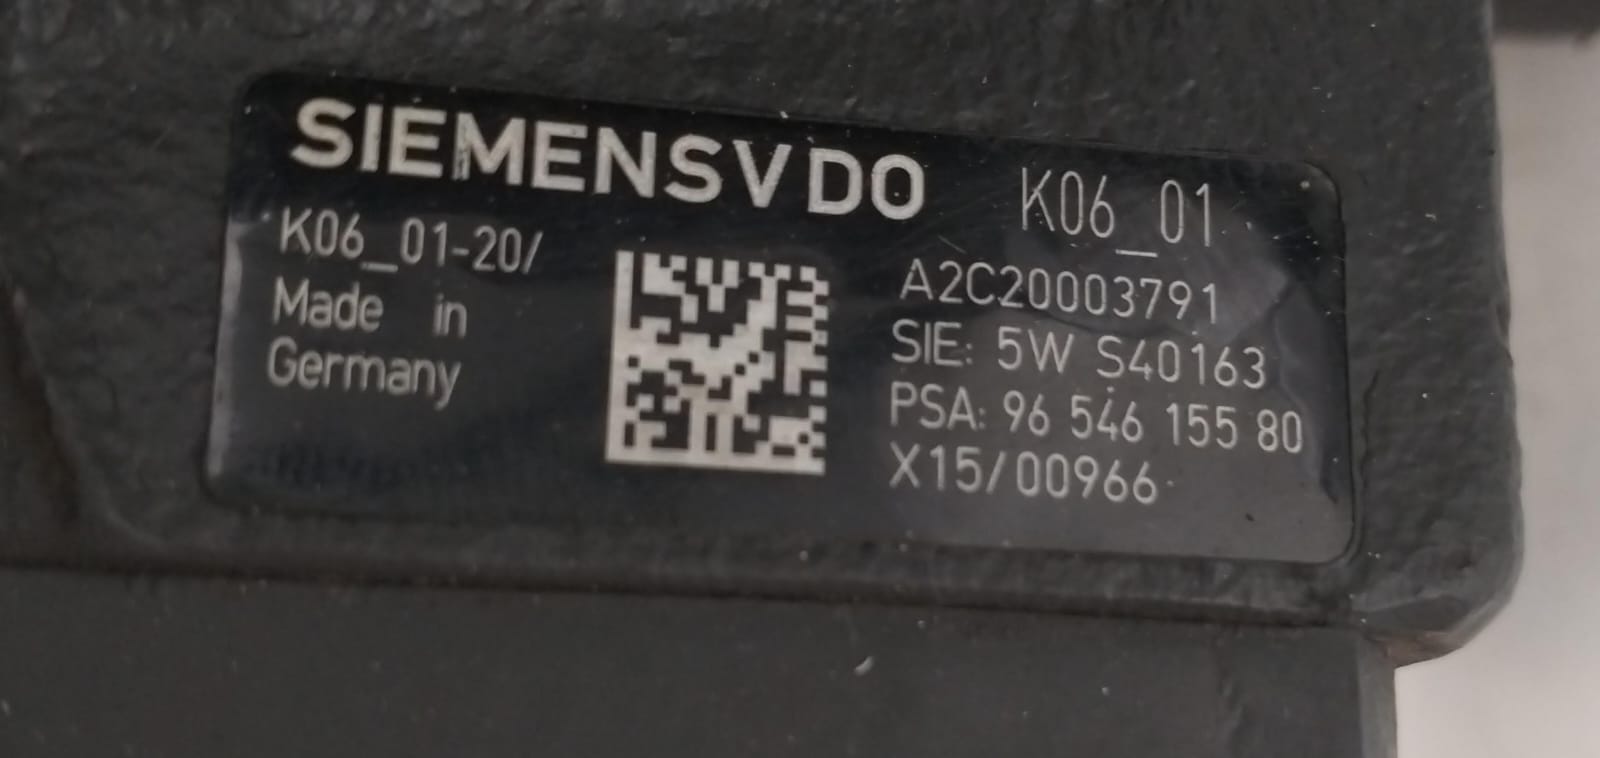 SIEMENSVDO K06_01
K06_01-20/
Made in
Germany
A2C20003791
SIE: 5W S40163
PSA: 96 546 155 80
X15/00966